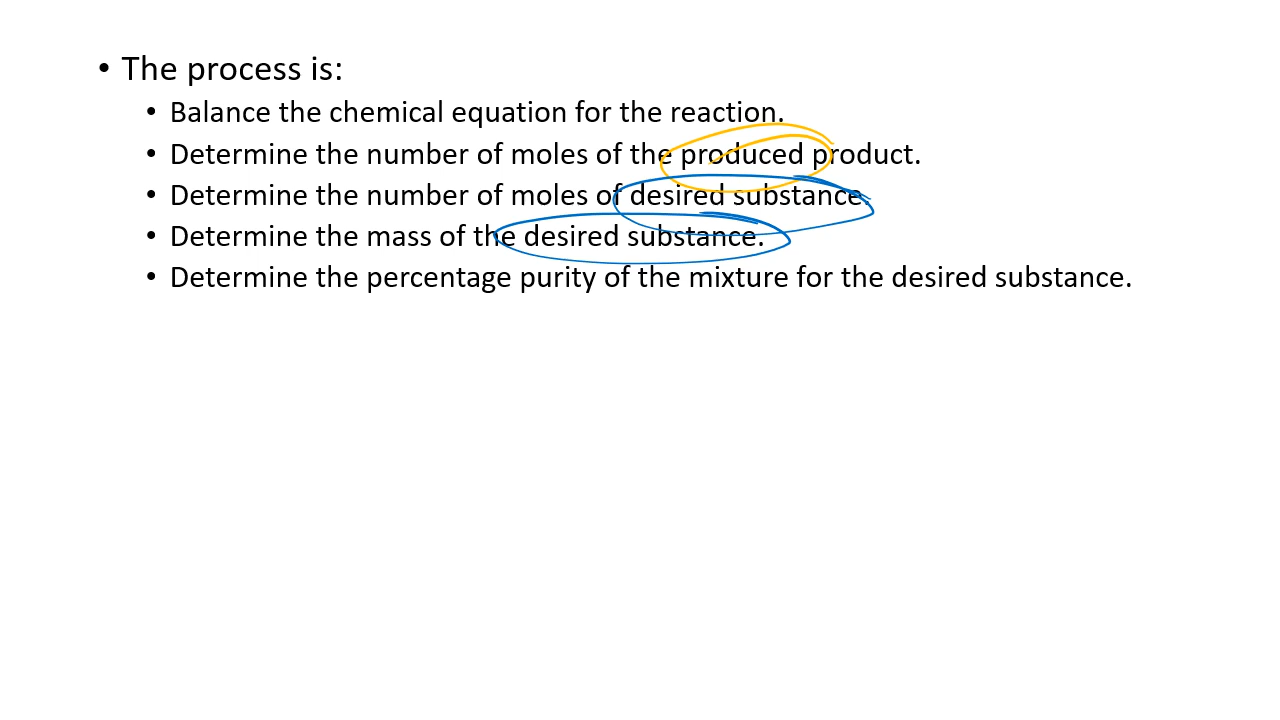 • The process is:
• Balance the chemical equation for the reaction.
• Determine the number of moles of the produced product.
• Determine the number of moles of desired substance.
• Determine the mass of the desired substance.
• Determine the percentage purity of the mixture for the desired substance.